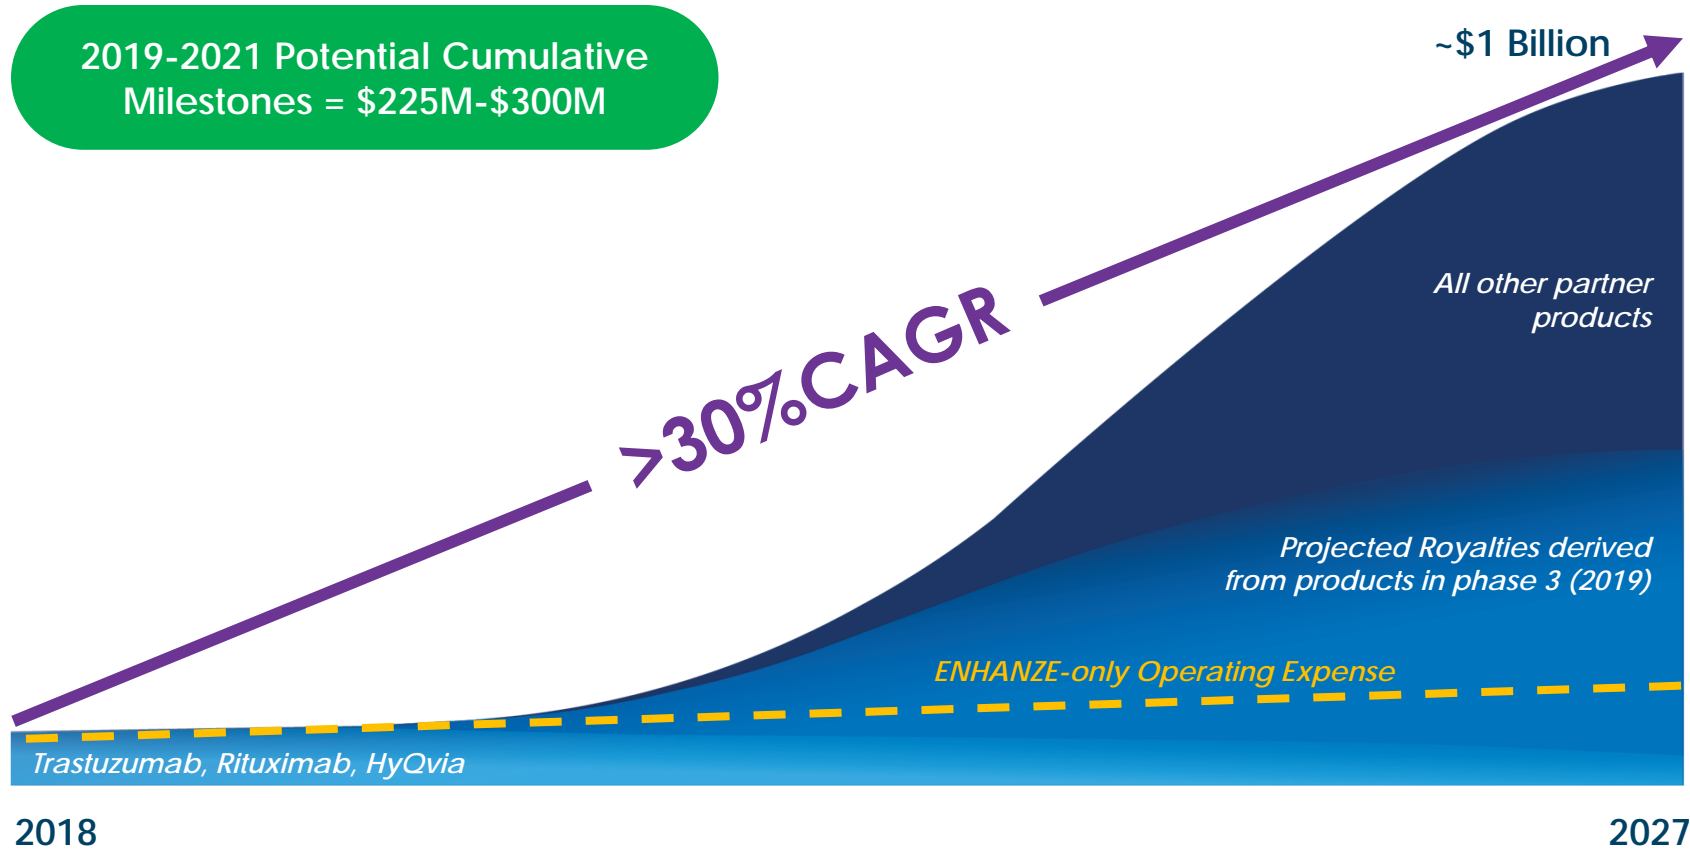 2019-2021 Potential Cumulative
Milestones = $225M-$300M
~$1 Billion
>30%CAGR
All other partner
products
Projected Royalties derived
from products in phase 3 (2019)
ENHANZE-only Operating Expense
Trastuzumab, Rituximab, HyQvia
2018
2027